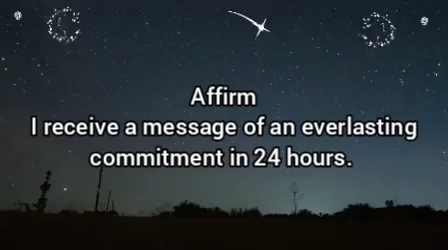 Affirm
I receive a message of an everlasting
commitment in 24 hours.